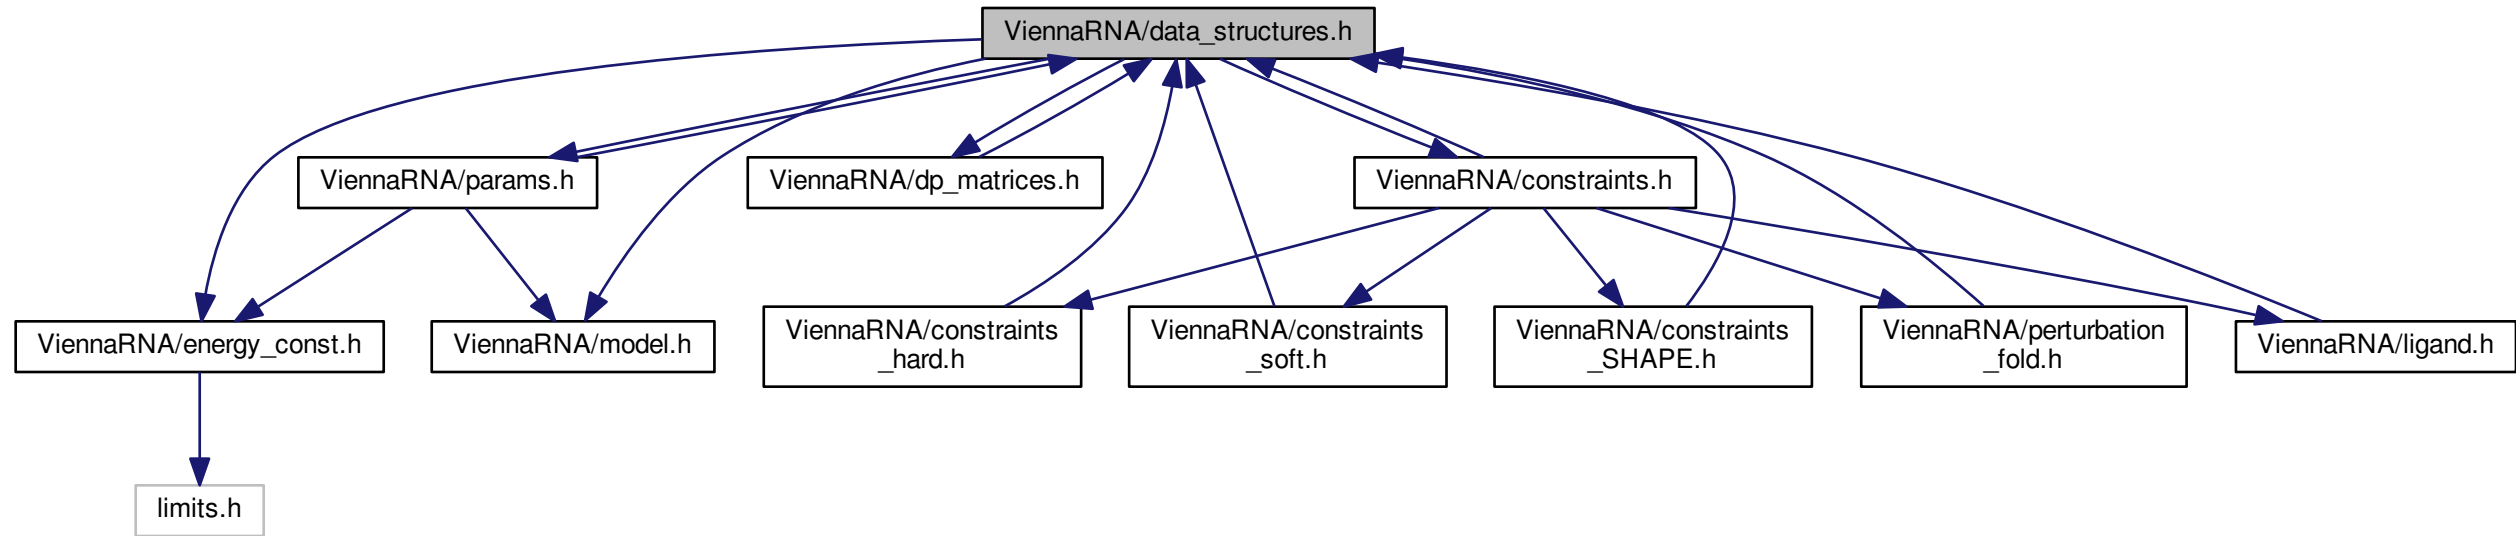 ViennaRNA/data_structures.h
ViennaRNA/params.h
ViennaRNA/dp_matrices.h
ViennaRNA/constraints.h
ViennaRNA/energy_const.h
ViennaRNA/model.h
ViennaRNA/constraints
_hard.h
ViennaRNA/constraints
_soft.h
ViennaRNA/constraints
_SHAPE.h
ViennaRNA/perturbation
_fold.h
ViennaRNA/ligand.h
limits.h